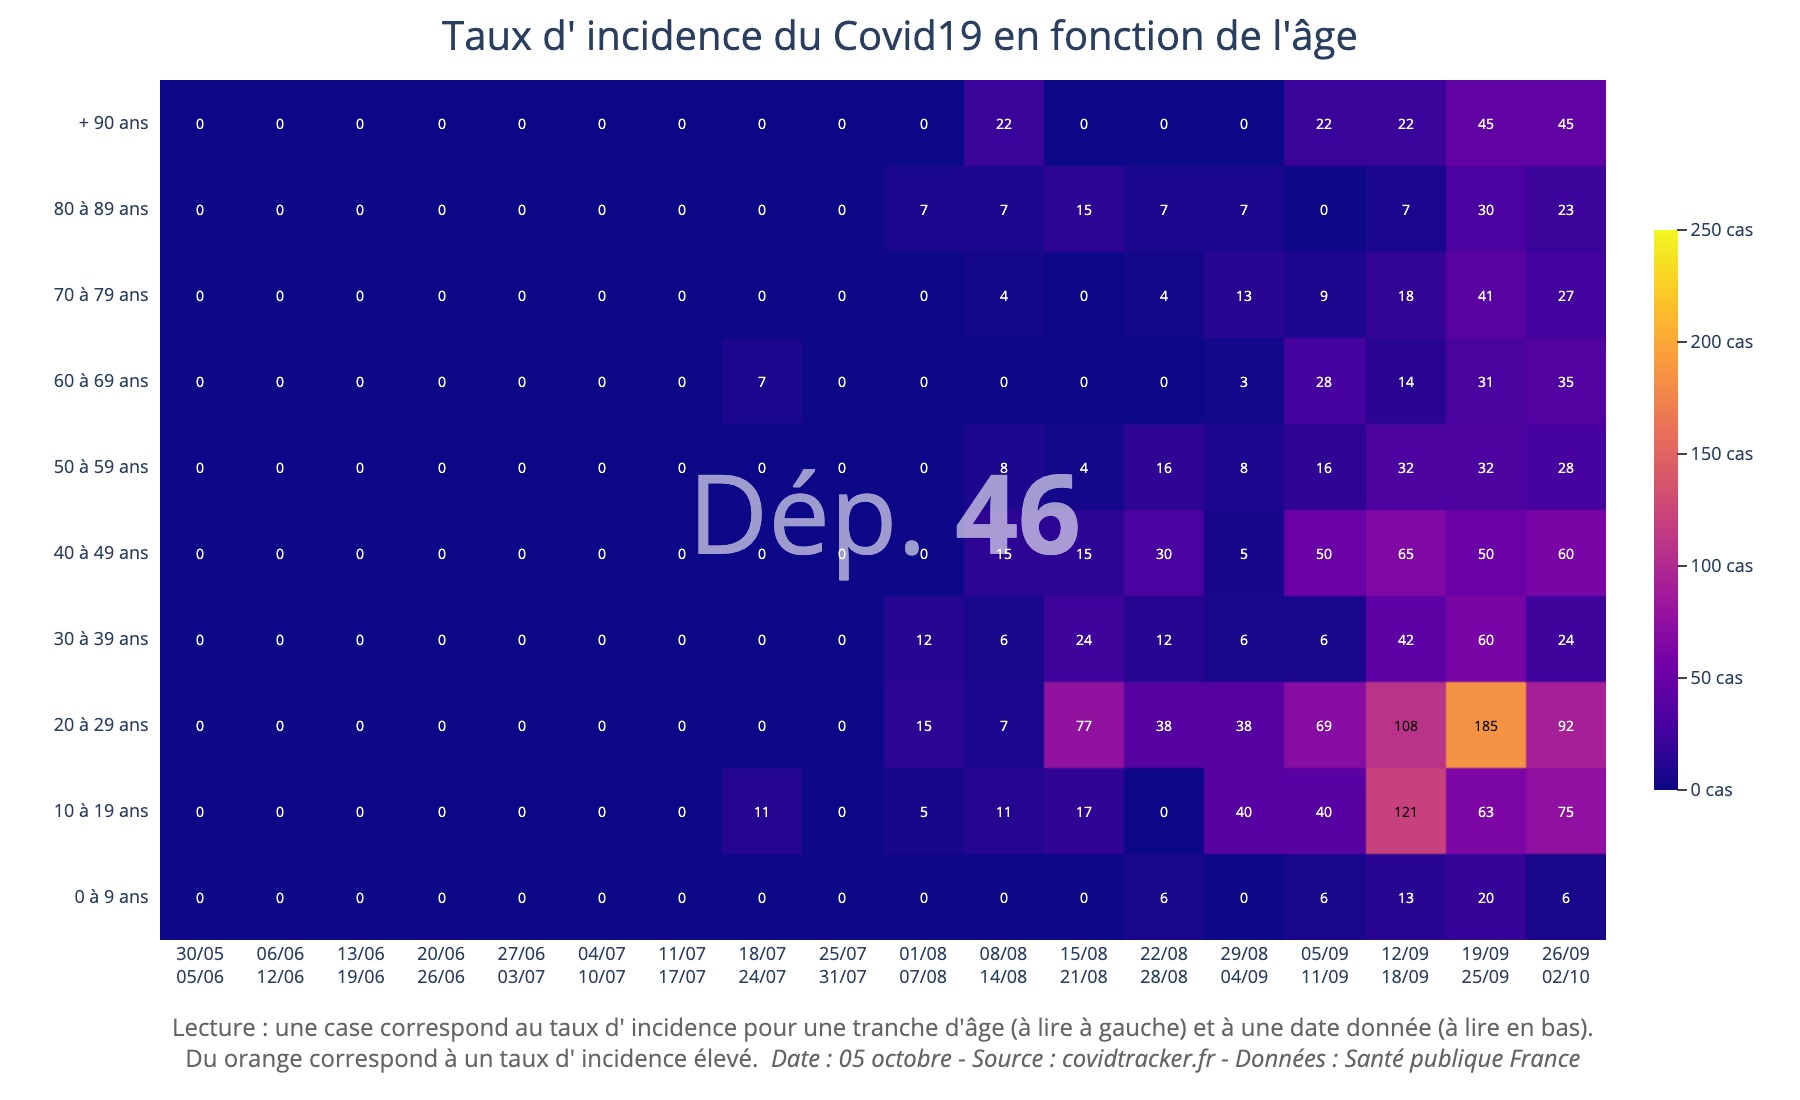 Taux d' incidence du Covid19 en fonction de l'âge
+ 90 ans 0 0 0 0 0 0 0 0 0 0 22 0 0 0 22 22 45 45
80 à 89 ans 0 0 0 0 0 0 0 0 0 7 7 15 7 7 0 7 30 23
70 à 79 ans 0 0 0 0 0 0 0 0 0 0 4 0 4 13 9 18 41 27
60 à 69 ans 0 0 0 0 0 0 0 7 0 0 0 0 0 3 28 14 31 35
50 à 59 ans 0 0 0 0 0 0 0 0 0 0 8 4 16 8 16 32 32 28
Dép. 46
40 à 49 ans 0 0 0 0 0 0 0 0 0 0 15 15 30 5 50 65 50 60
30 à 39 ans 0 0 0 0 0 0 0 0 0 12 6 24 12 6 6 42 60 24
20 à 29 ans 0 0 0 0 0 0 0 0 0 15 7 77 38 38 69 108 185 92
10 à 19 ans 0 0 0 0 0 0 0 11 0 5 11 17 0 40 40 121 63 75
0 à 9 ans 0 0 0 0 0 0 0 0 0 0 0 0 6 0 6 13 20 6
30/05 06/06 13/06 20/06 27/06 04/07 11/07 18/07 25/07 01/08 08/08 15/08 22/08 29/08 05/09 12/09 19/09 26/09
05/06 12/06 19/06 26/06 03/07 10/07 17/07 24/07 31/07 07/08 14/08 21/08 28/08 04/09 11/09 18/09 25/09 02/10
250 cas
200 cas
150 cas
100 cas
50 cas
0 cas
Lecture : une case correspond au taux d' incidence pour une tranche d'âge (à lire à gauche) et à une date donnée (à lire en bas).
Du orange correspond à un taux d' incidence élevé. Date : 05 octobre - Source : covidtracker.fr - Données : Santé publique France